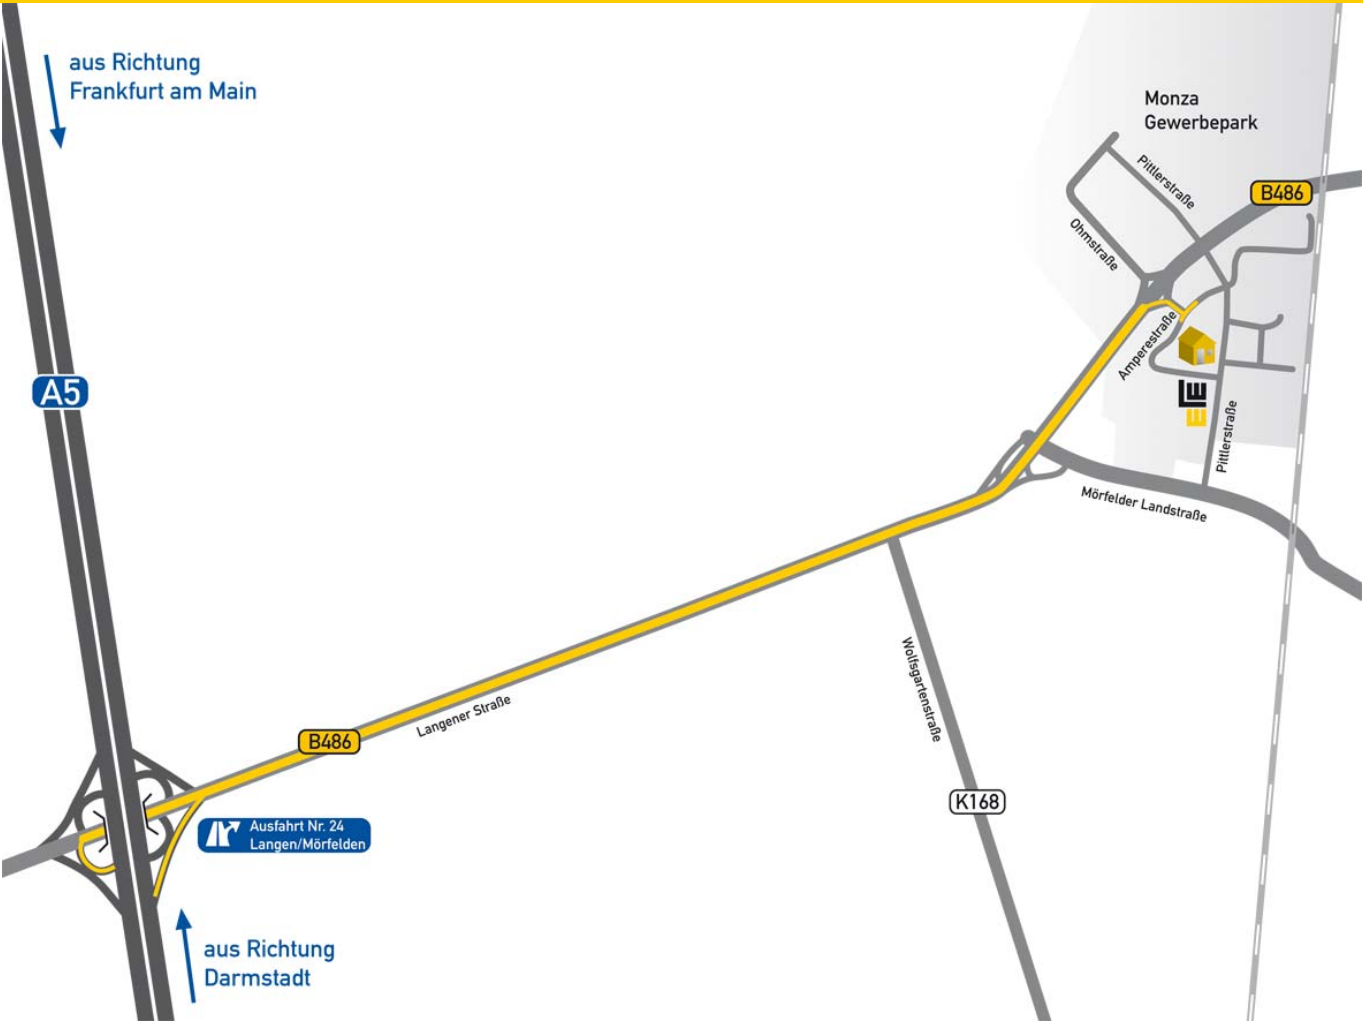 aus Richtung
Frankfurt am Main
Monza
Gewerbepark
Pittlerstraße
B486
Ohmstraße
Amperestraße
A5
ELE
Pittlerstraße
Mörfelder Landstraße
Wolfsgartenstraße
Langener Straße
B486
K168
Ausfahrt Nr. 24
Langen/Mörfelden
aus Richtung
Darmstadt